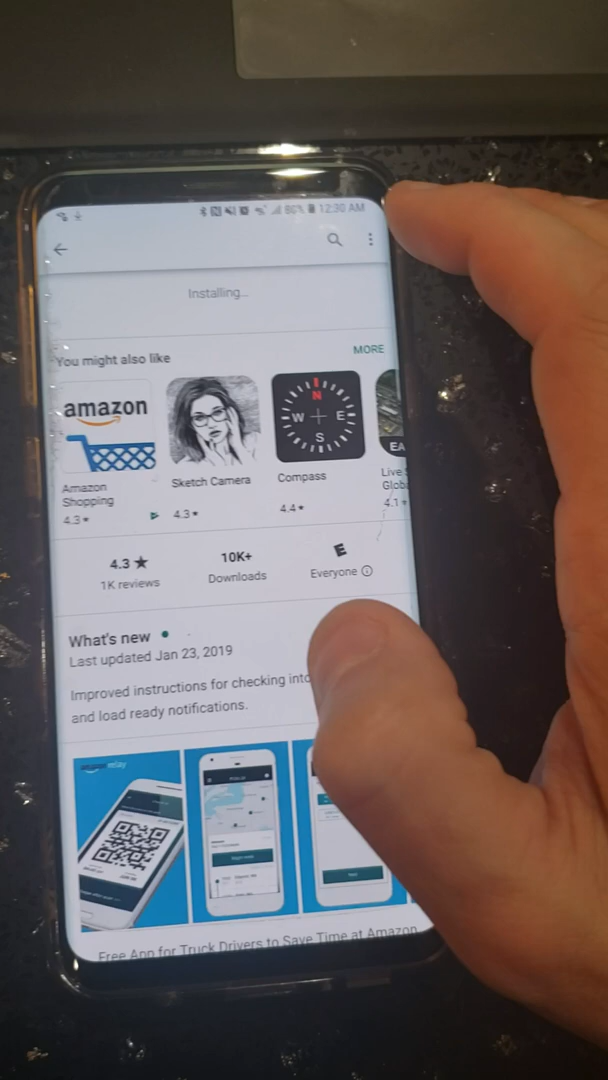 80% 12:30 AM
Installing...
You might also like
MORE
amazon
N
W E
S
EA
Amazon Shopping
Sketch Camera
Compass
Live
Glob
4.3★
4.3★
4.4★
4.1★
4.3★
10K+
E
1K reviews
Downloads
Everyone
What's new
Last updated Jan 23, 2019
Improved instructions for checking into
and load ready notifications.
amazon relay
Free App for Truck Drivers to Save Time at Amazon